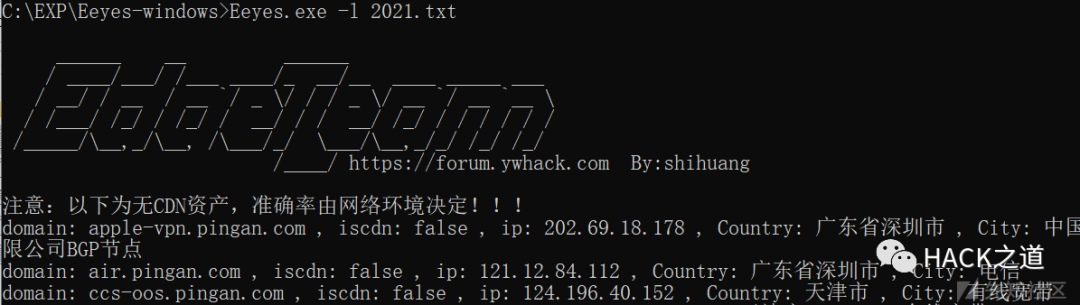 C:\EXP\Eeyes-windows>Eeyes.exe -l 2021.txt
EdgeTeam
https://forum.ywhack.com By:shihuang
注意：以下为无CDN资产，准确率由网络环境决定！！！
domain: apple-vpn.pingan.com , iscdn: false , ip: 202.69.18.178 , Country: 广东省深圳市 , City: 中国
限公司BGP节点
domain: air.pingan.com , iscdn: false , ip: 121.12.84.112 , Country: 广东省深圳市 , City: 电信
domain: ccs-oos.pingan.com , iscdn: false , ip: 124.196.40.152 , Country: 天津市 , City: 有线宽带
HACK之道